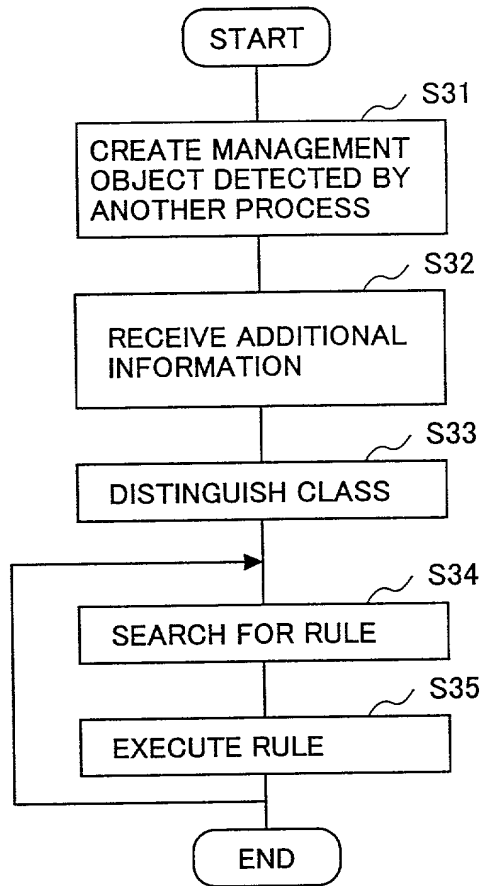 START
S31
CREATE MANAGEMENT
OBJECT DETECTED BY
ANOTHER PROCESS
S32
RECEIVE ADDITIONAL
INFORMATION
S33
DISTINGUISH CLASS
S34
SEARCH FOR RULE
S35
EXECUTE RULE
END